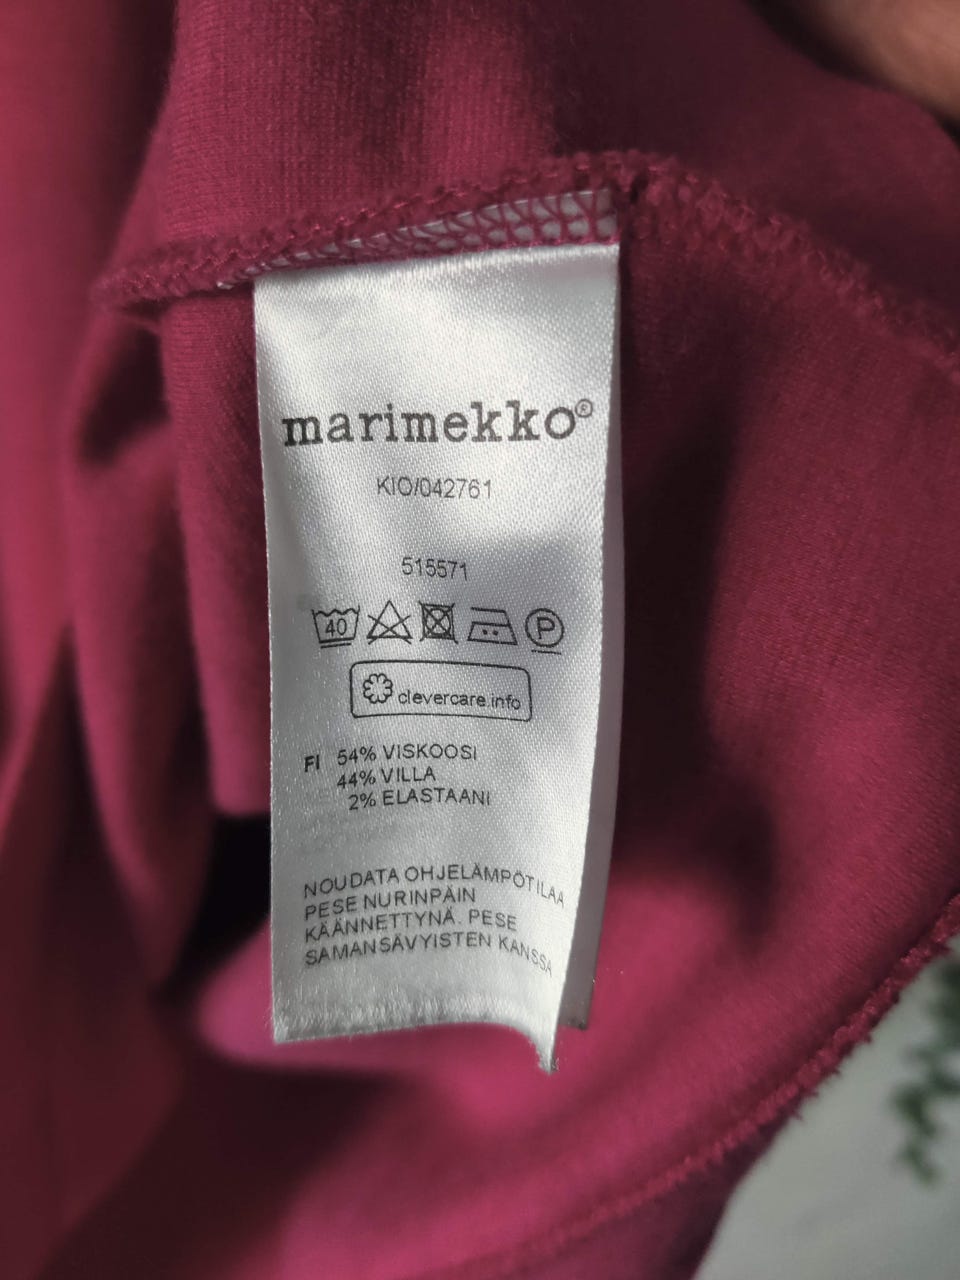 marimekko®
KIO/042761
515571
40 P
clevercare.info
FI 54% VISKOOSI
44% VILLA
2% ELASTAANI
NOUDATA OHJELÄMPÖTILAA
PESE NURINPÄIN
KÄÄNNETTYNÄ. PESE
SAMANSÄVYISTEN KANSSA